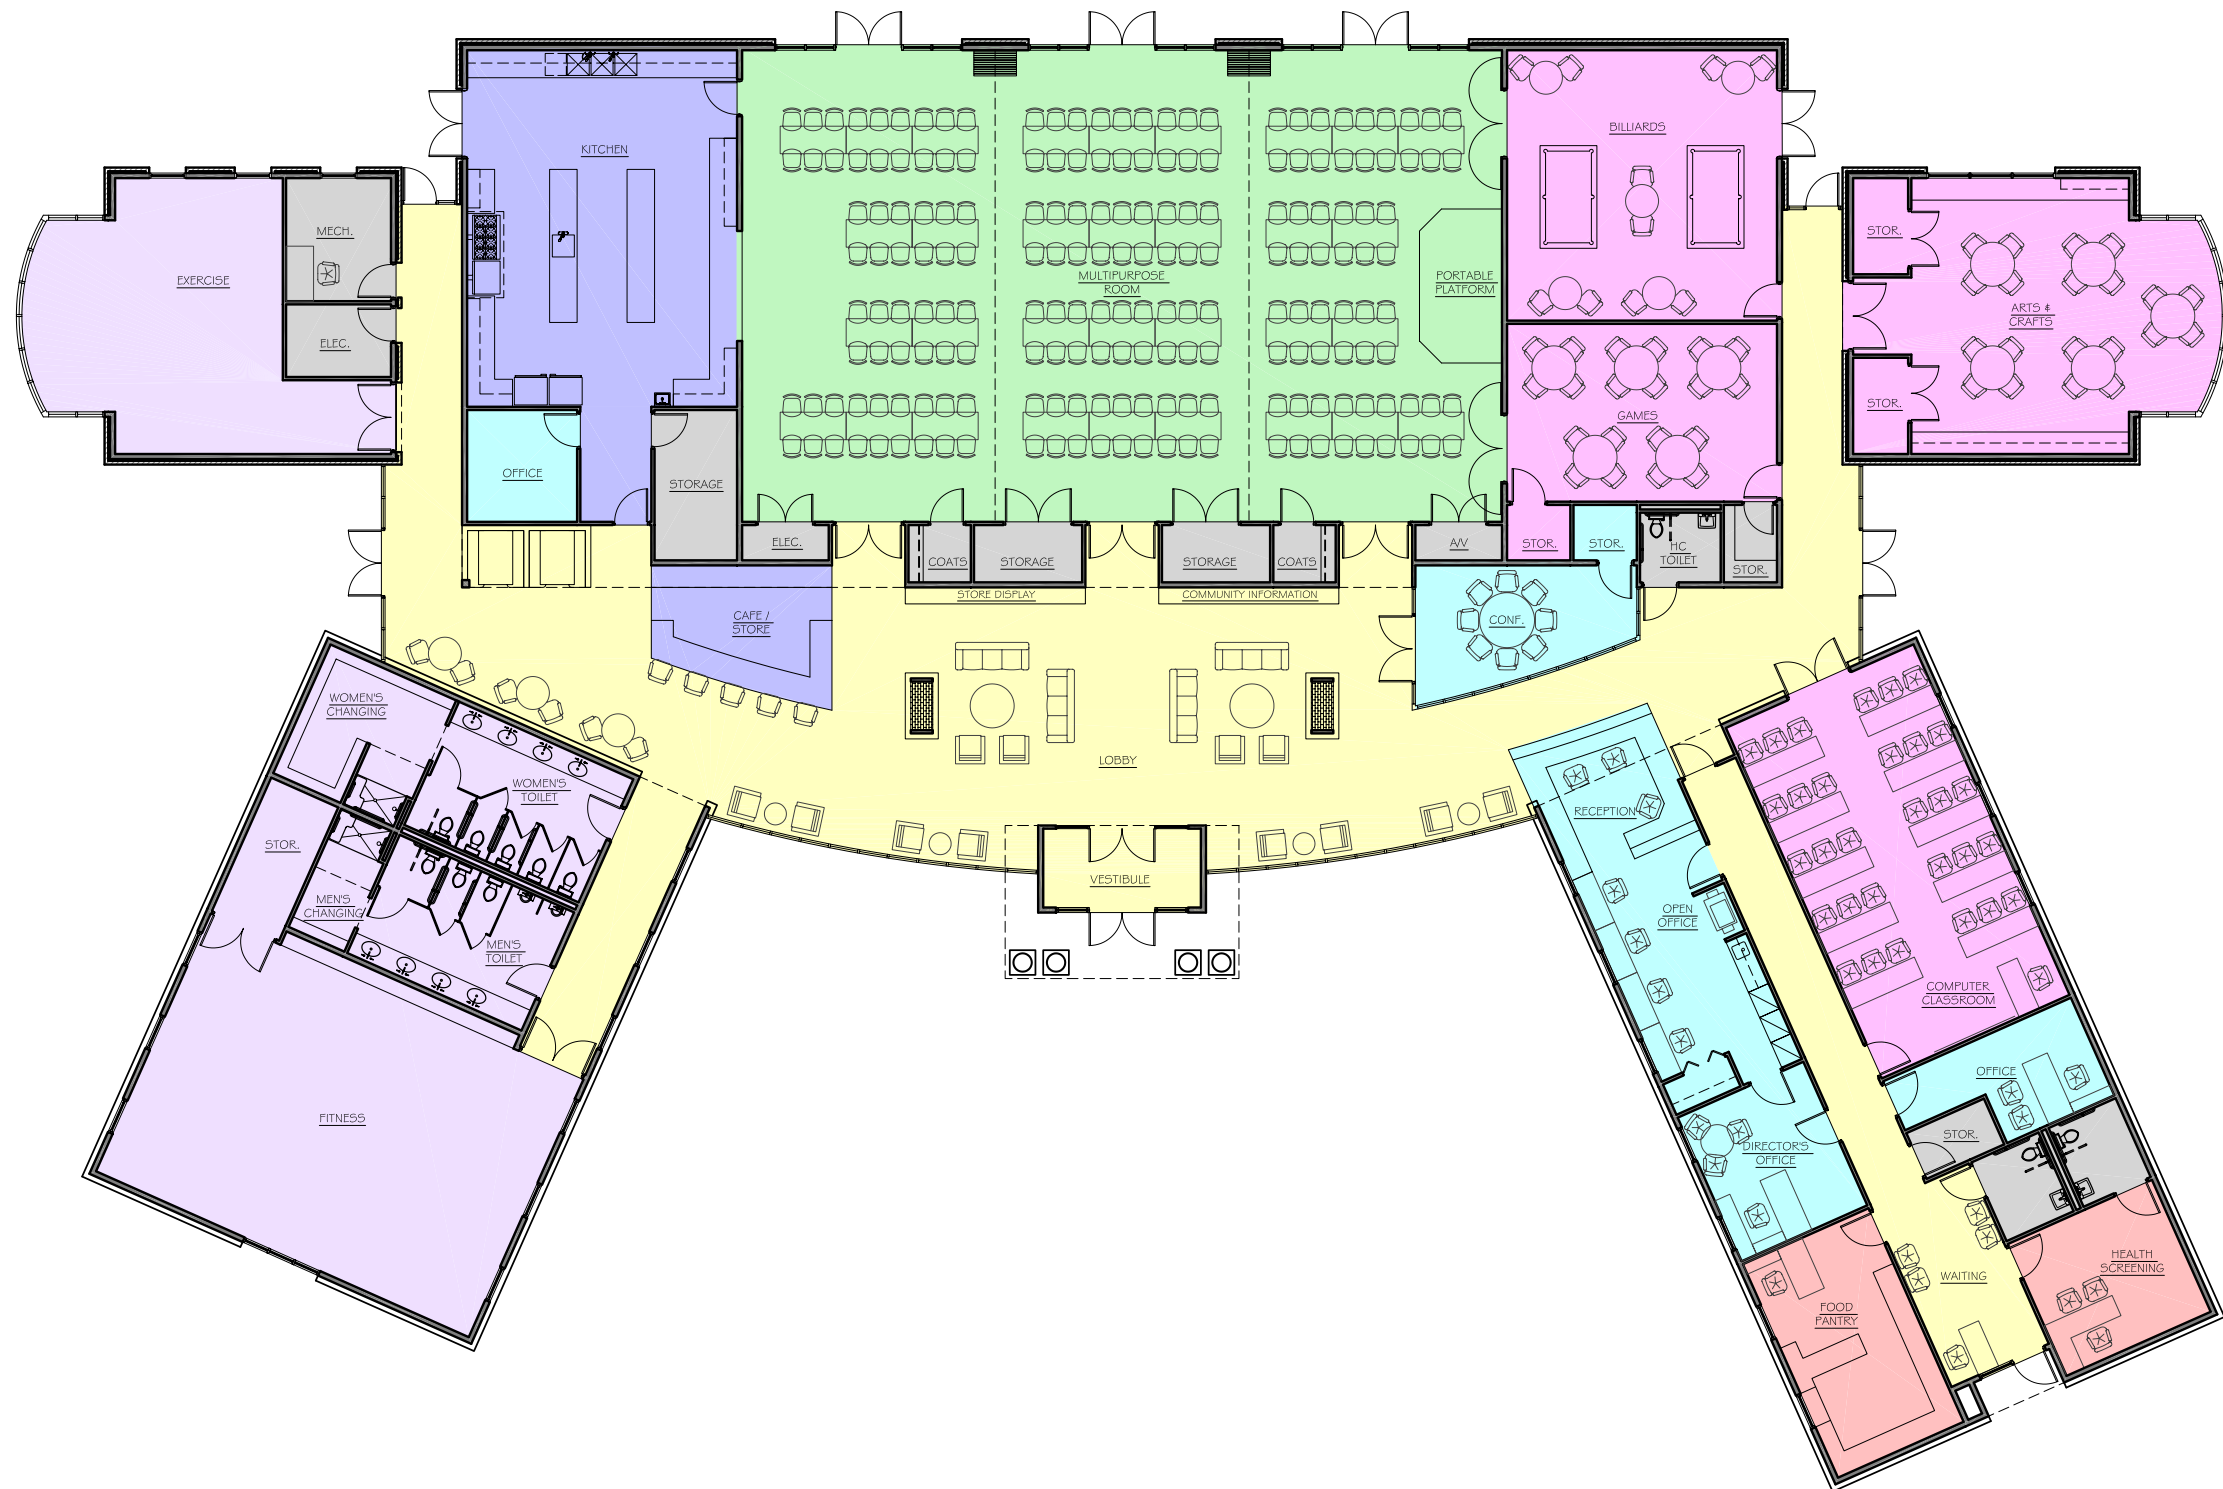 BILLIARDS
KITCHEN
MECH.
STOR.
EXERCISE
MULTIPURPOSE
ROOM
PORTABLE
PLATFORM
ARTS &
CRAFTS
ELEC.
STOR.
GAMES
OFFICE
STORAGE
ELEC.
COATS
STORAGE
STORAGE
COATS
A/V
STOR.
STOR.
HC
TOILET
STOR.
STORE DISPLAY
COMMUNITY INFORMATION
CAFE /
STORE
CONF.
WOMEN'S
CHANGING
LOBBY
WOMEN'S
TOILET
RECEPTION
STOR.
VESTIBULE
MEN'S
CHANGING
OPEN
OFFICE
MEN'S
TOILET
COMPUTER
CLASSROOM
OFFICE
FITNESS
STOR.
DIRECTOR'S
OFFICE
HEALTH
SCREENING
WAITING
FOOD
PANTRY